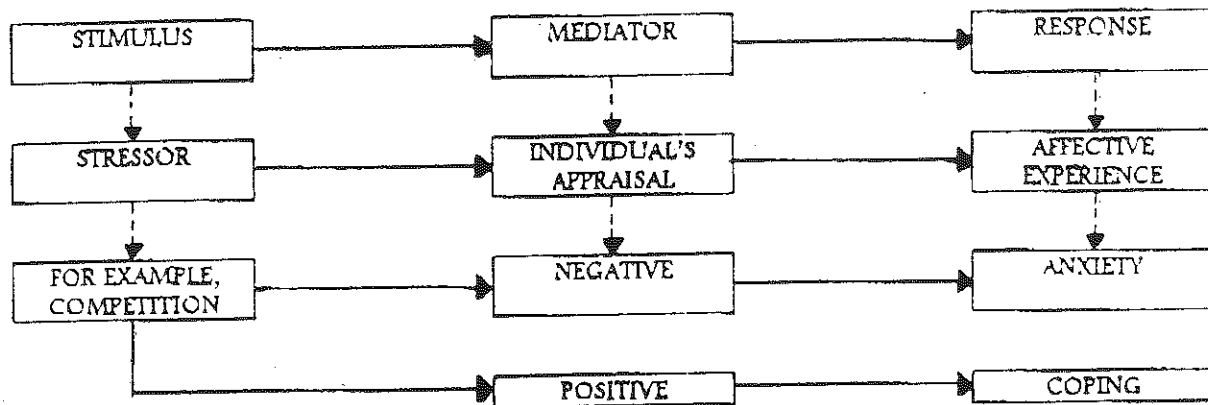 STIMULUS
MEDIATOR
RESPONSE
STRESSOR
INDIVIDUAL'S
APPRAISAL
AFFECTIVE
EXPERIENCE
FOR EXAMPLE,
COMPETITION
NEGATIVE
ANXIETY
POSITIVE
COPING